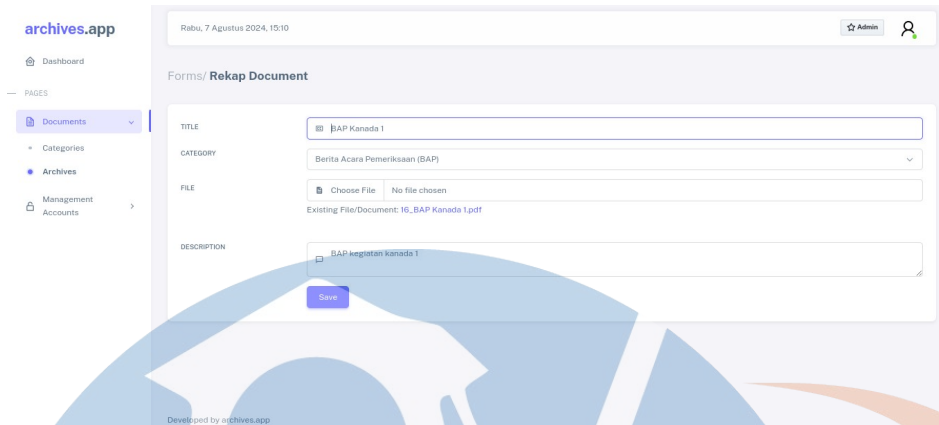 archives.app
Rabu, 7 Agustus 2024, 15:10
Admin
Dashboard
PAGES
Documents
Categories
Archives
Management
Accounts
Forms/ Rekap Document
TITLE
BAP Kanada 1
CATEGORY
Berita Acara Pemeriksaan (BAP)
FILE
Choose File No file chosen
Existing File/Document: 16_BAP Kanada 1.pdf
DESCRIPTION
BAP kegiatan kanada 1
Save
Developed by archives.app